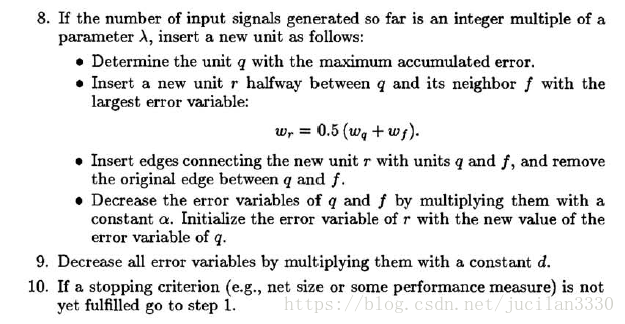 8. If the number of input signals generated so far is an integer multiple of a
parameter λ, insert a new unit as follows:
• Determine the unit q with the maximum accumulated error.
• Insert a new unit r halfway between q and its neighbor f with the
largest error variable:
w_r = 0.5 (w_q + w_f).
• Insert edges connecting the new unit r with units q and f, and remove
the original edge between q and f.
• Decrease the error variables of q and f by multiplying them with a
constant α. Initialize the error variable of r with the new value of the
error variable of q.
9. Decrease all error variables by multiplying them with a constant d.
10. If a stopping criterion (e.g., net size or some performance measure) is not
yet fulfilled go to step 1.
https://blog.csdn.net/jucilan3330